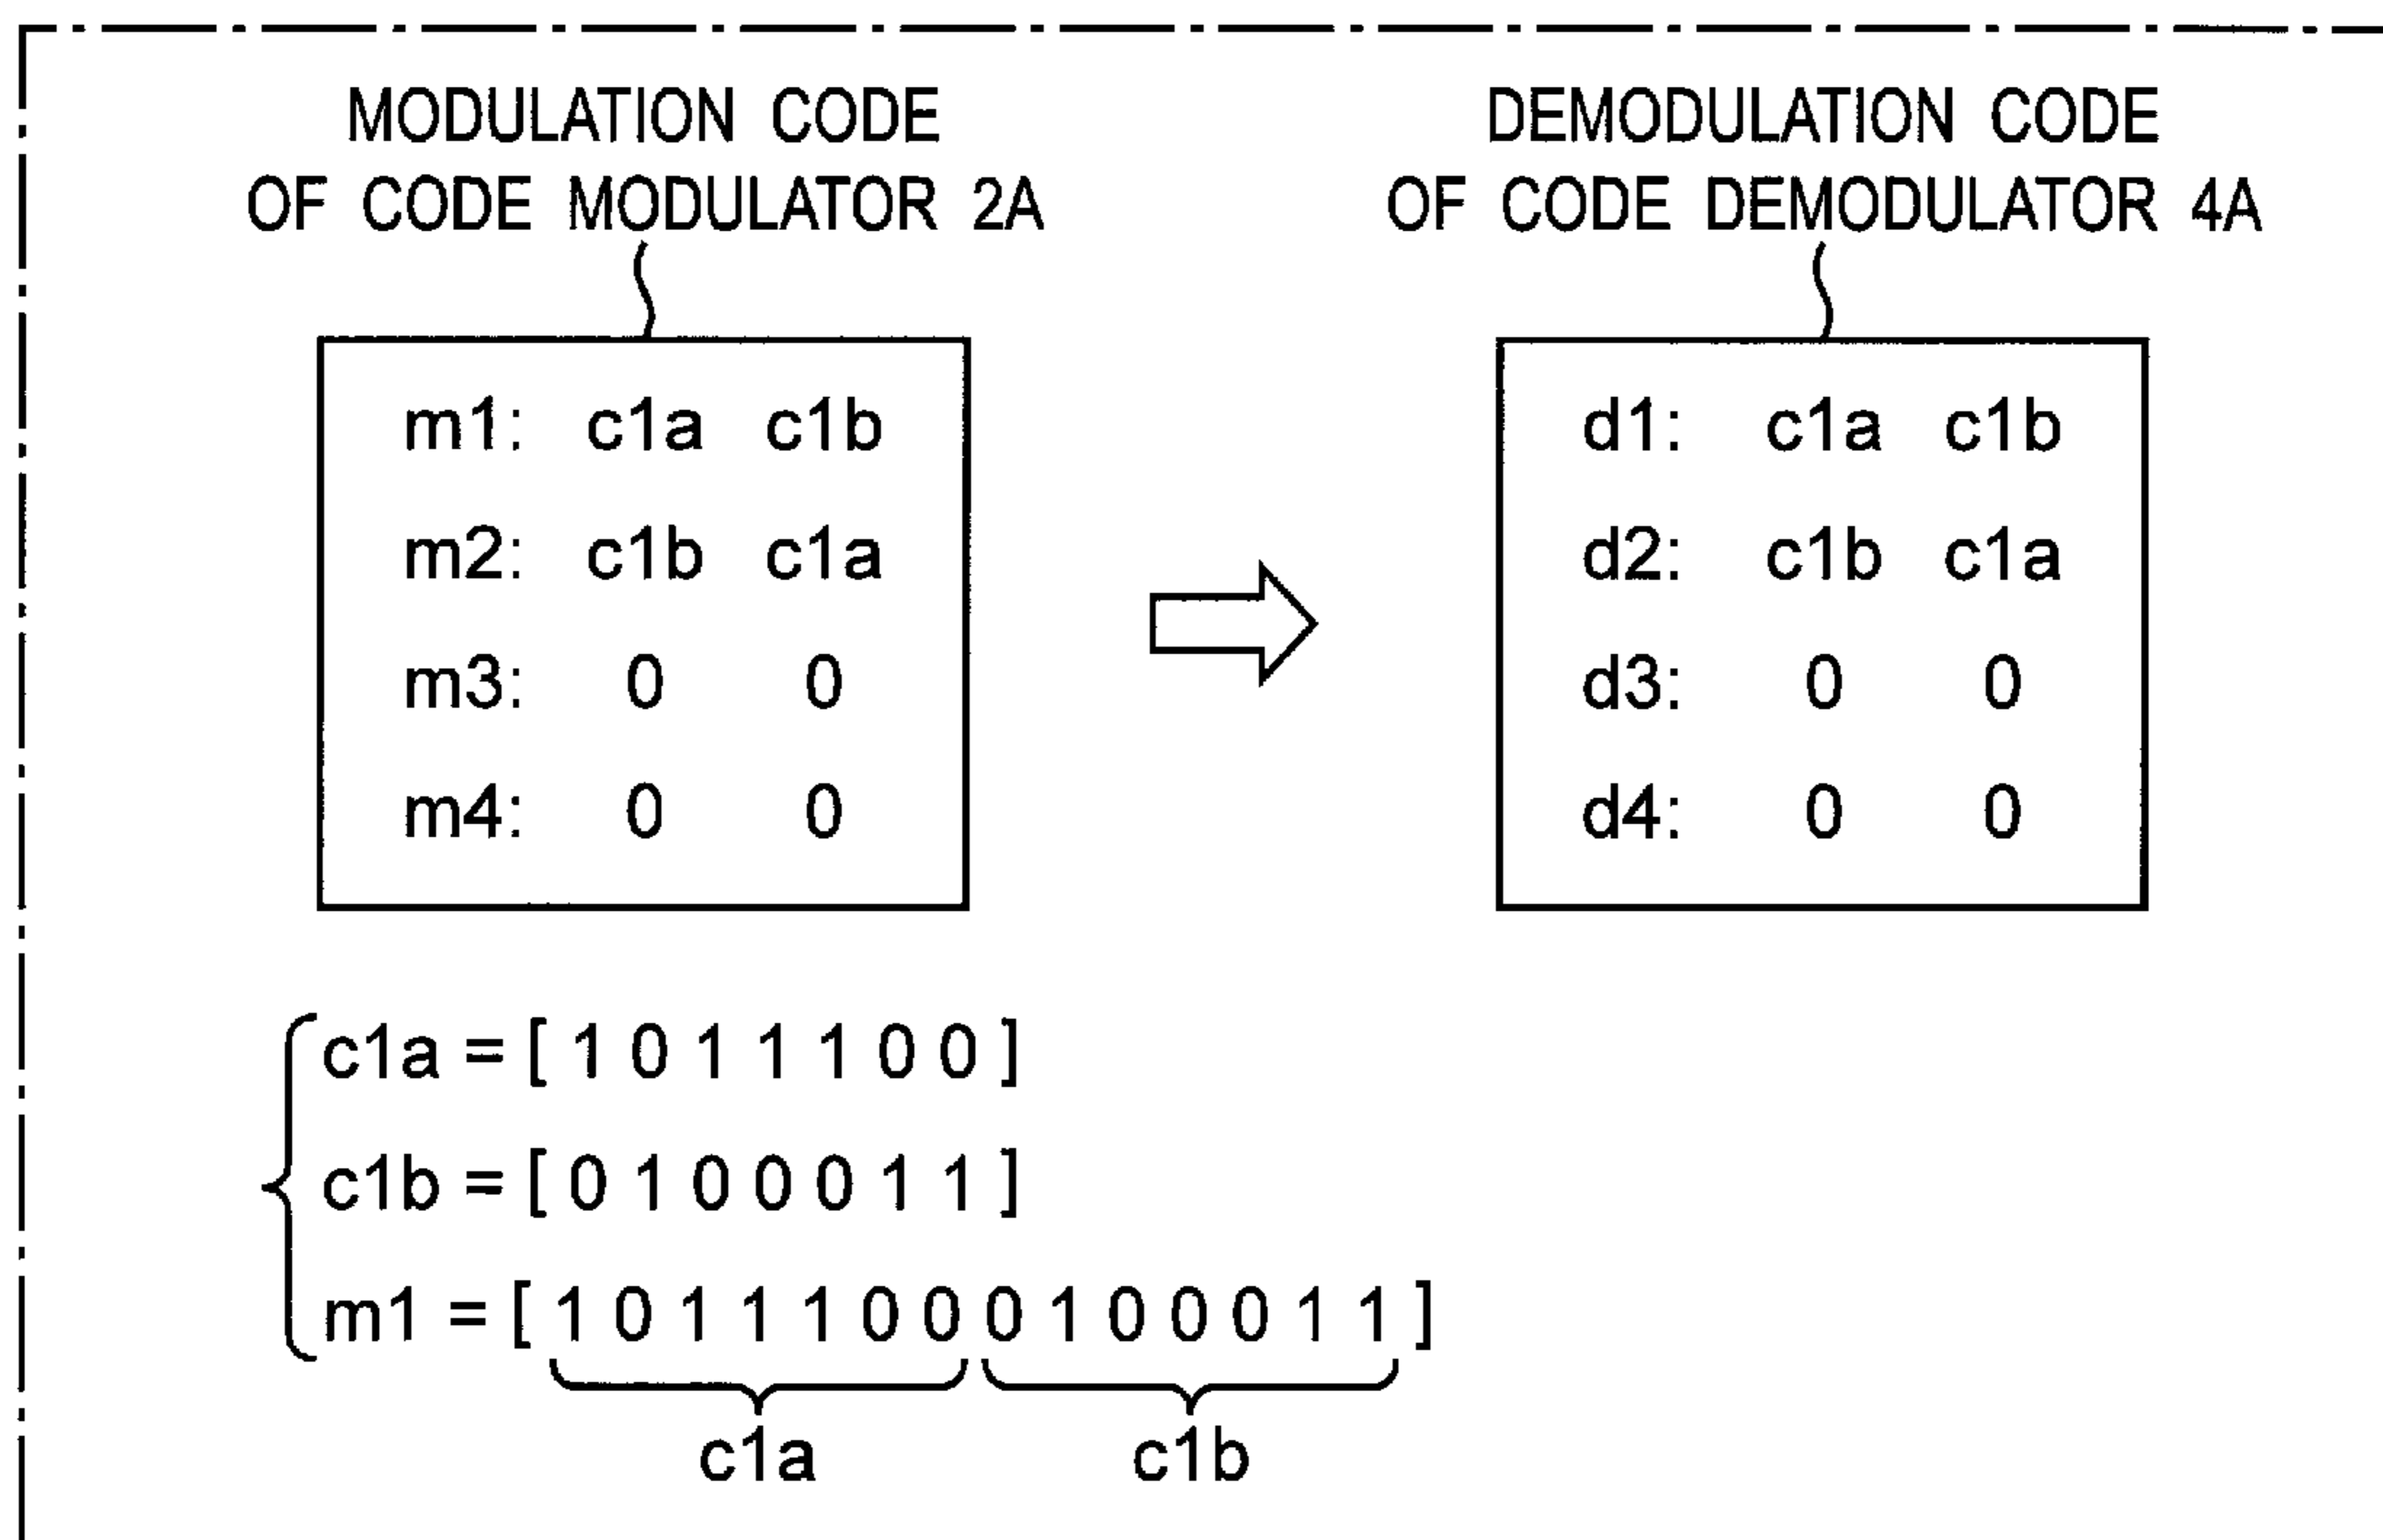 MODULATION CODE
OF CODE MODULATOR 2A
DEMODULATION CODE
OF CODE DEMODULATOR 4A
m1: c1a c1b
m2: c1b c1a
m3: 0 0
m4: 0 0
d1: c1a c1b
d2: c1b c1a
d3: 0 0
d4: 0 0
c1a = [ 1 0 1 1 1 0 0 ]
c1b = [ 0 1 0 0 0 1 1 ]
m1 = [ 1 0 1 1 1 0 0 0 1 0 0 0 1 1 ]
c1a c1b